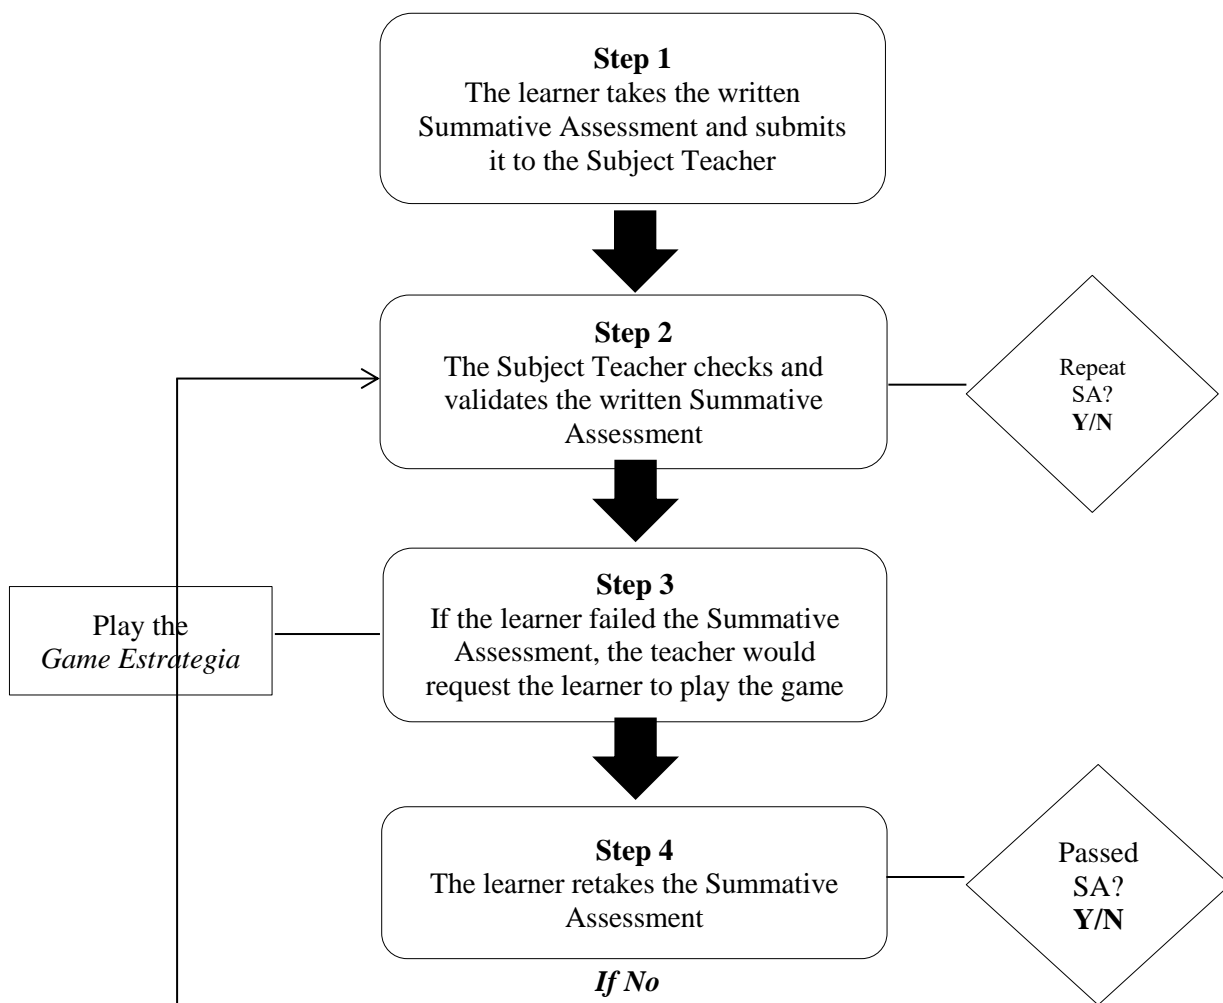 Step 1
The learner takes the written
Summative Assessment and submits
it to the Subject Teacher
Step 2
The Subject Teacher checks and
validates the written Summative
Assessment
Repeat
SA?
Y/N
Step 3
If the learner failed the Summative
Assessment, the teacher would
request the learner to play the game
Play the
Game Estrategia
Step 4
The learner retakes the Summative
Assessment
Passed
SA?
Y/N
If No